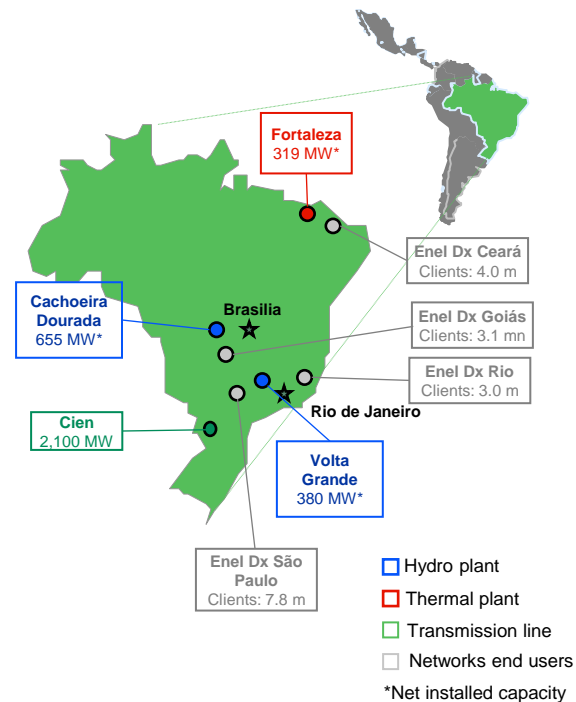 Fortaleza
319 MW*
Enel Dx Ceará
Clients: 4.0 m
Cachoeira
Dourada
655 MW*
Brasilia
Enel Dx Goiás
Clients: 3.1 mn
Enel Dx Rio
Clients: 3.0 m
Rio de Janeiro
Cien
2,100 MW
Volta
Grande
380 MW*
Enel Dx São
Paulo
Clients: 7.8 m
Hydro plant
Thermal plant
Transmission line
Networks end users
*Net installed capacity